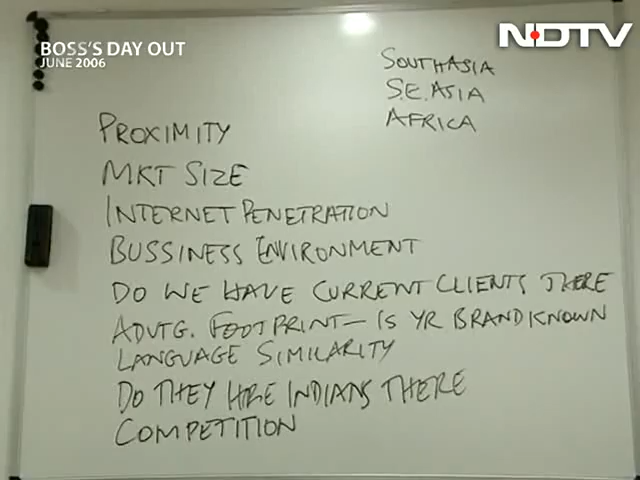 BOSS'S DAY OUT
JUNE 2006
NDTV
SOUTH ASIA
S.E. ASIA
AFRICA
PROXIMITY
MKT SIZE
INTERNET PENETRATION
BUSSINESS ENVIRONMENT
DO WE HAVE CURRENT CLIENTS THERE
ADVTG. FOOTPRINT — IS YR BRAND KNOWN
LANGUAGE SIMILARITY
DO THEY HIRE INDIANS THERE
COMPETITION